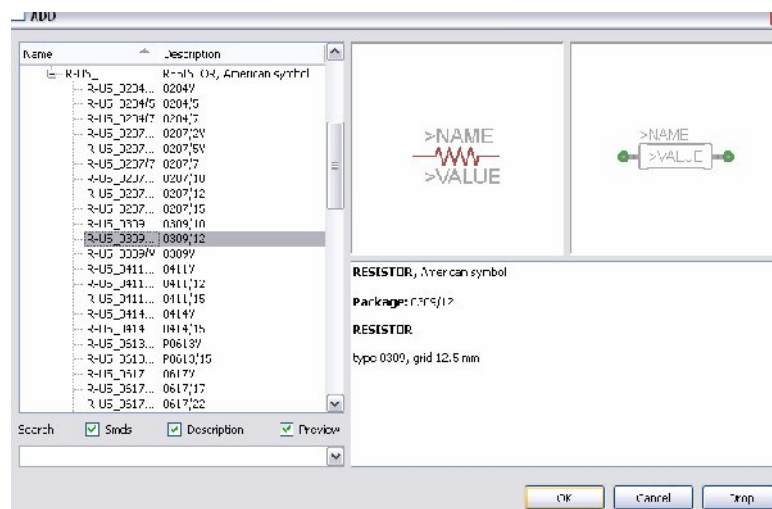 ADD
Name Description
R-US_ RESISTOR, American symbol
R-US_0204... 0204V
R-US_0204/5 0204/5
R-US_0204/7 0204/7
R-US_0207... 0207/2V
R-US_0207... 0207/5V
R-US_0207/7 0207/7
R-US_0207... 0207/10
R-US_0207... 0207/12
R-US_0207... 0207/15
R-US_0309... 0309/10
R-US_0309... 0309/12
R-US_0309/V 0309V
R-US_0411... 0411V
R-US_0411... 0411/12
R-US_0411... 0411/15
R-US_0414... 0414V
R-US_0414... 0414/15
R-US_0613... P0613V
R-US_0613... P0613/15
R-US_0617... 0617V
R-US_0617... 0617/17
R-US_0617... 0617/22
>NAME
>VALUE
>NAME
>VALUE
RESISTOR, American symbol
Package: 0309/12
RESISTOR
type 0309, grid 12.5 mm
Search Smds Description Preview
OK Cancel Drop